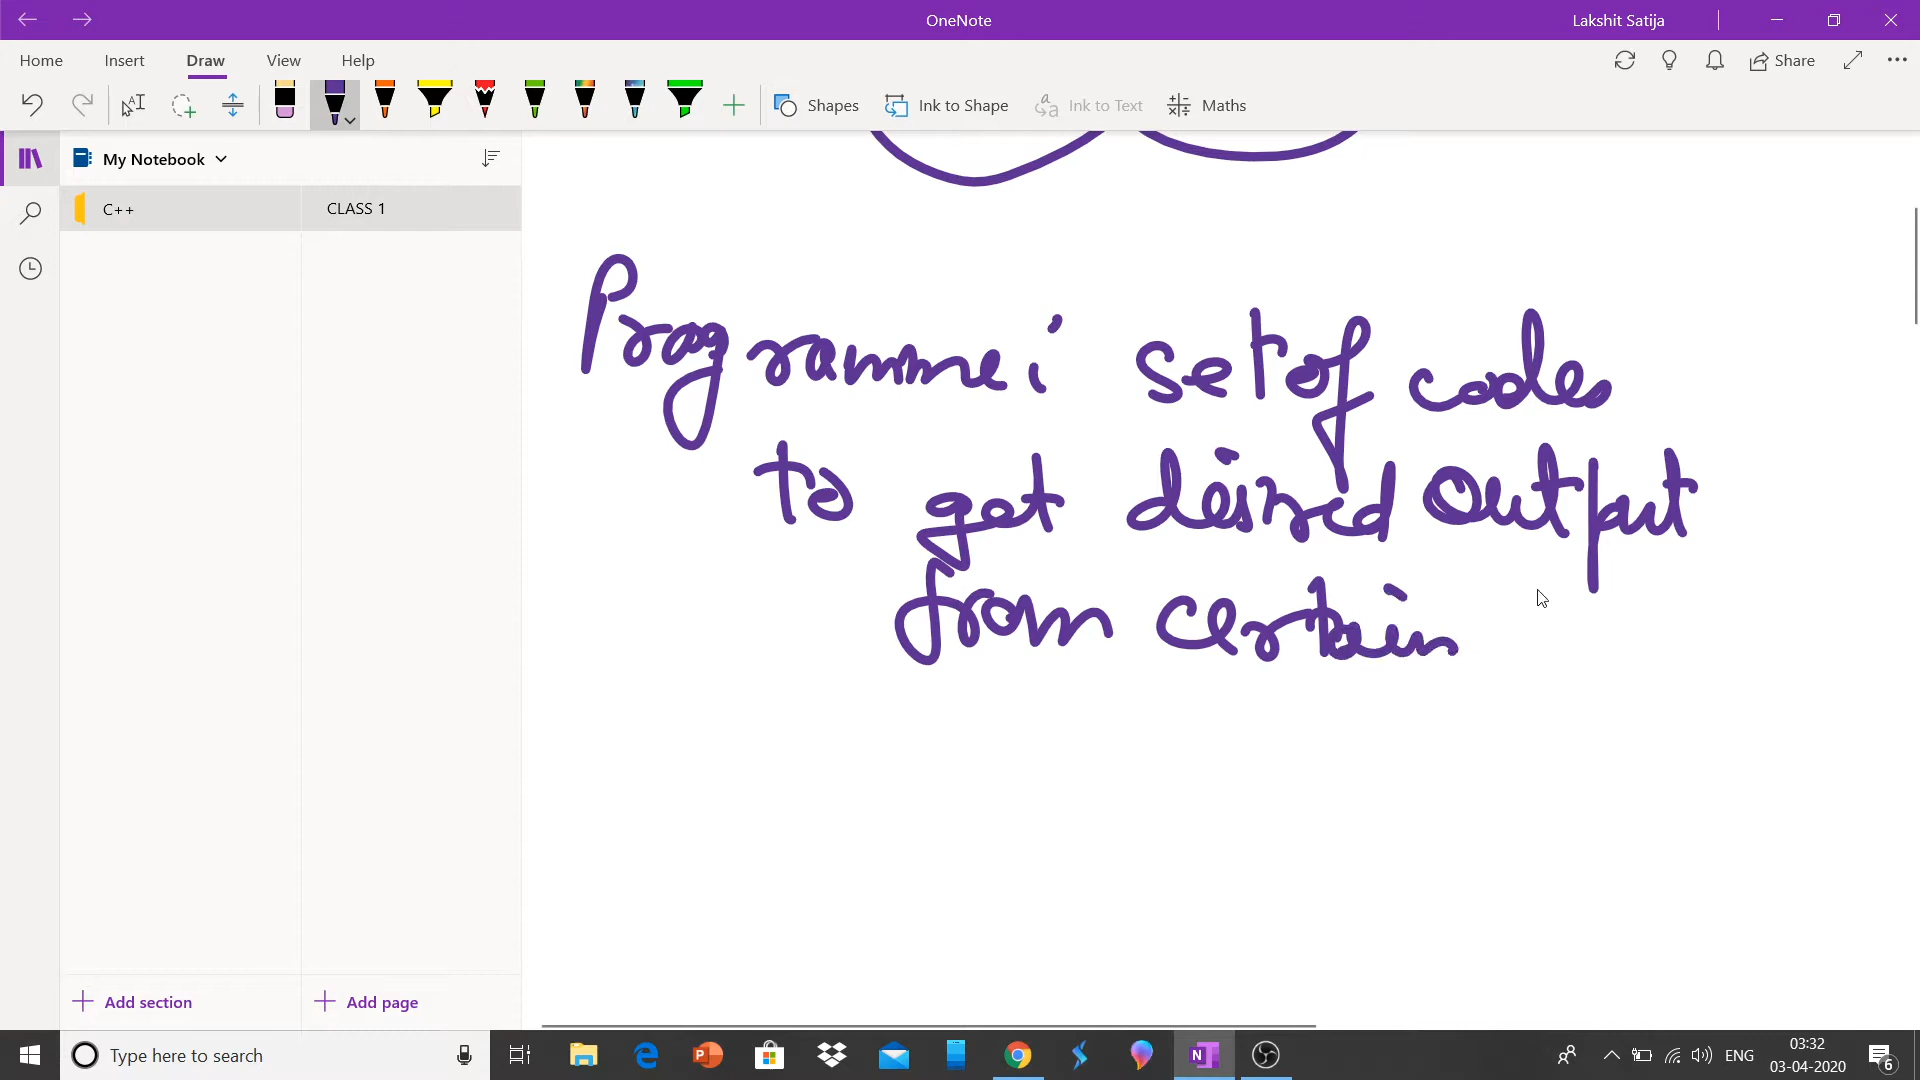 OneNote
Lakshit Satija
Home Insert Draw View Help
Share
Shapes Ink to Shape Ink to Text Maths
My Notebook
C++
CLASS 1
Programme: set of codes
to get desired output
from certain
Add section
Add page
Type here to search
ENG
03:32
03-04-2020
6